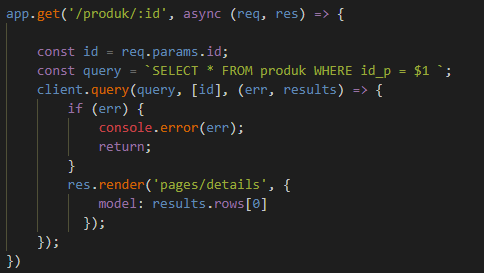 app.get('/produk/:id', async (req, res) => {
const id = req.params.id;
const query = `SELECT * FROM produk WHERE id_p = $1 `;
client.query(query, [id], (err, results) => {
if (err) {
console.error(err);
return;
}
res.render('pages/details', {
model: results.rows[0]
});
});
})